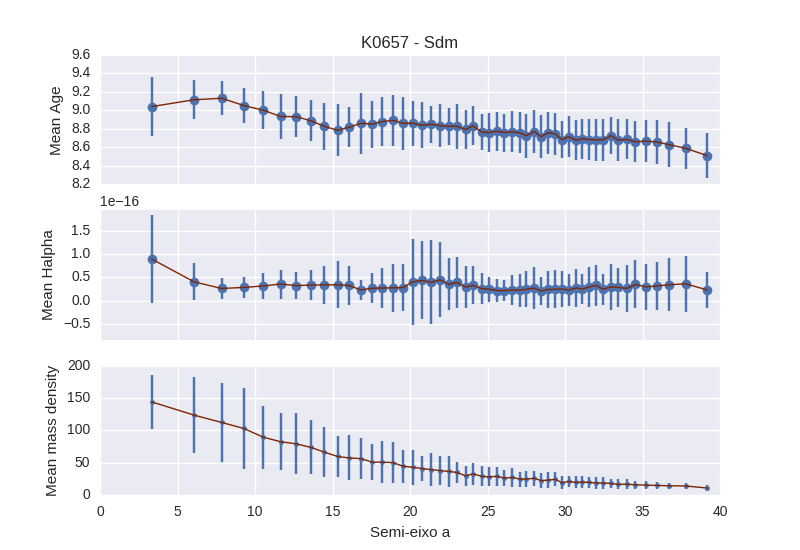 K0657 - Sdm
9.6
9.4
9.2
9.0
8.8
8.6
8.4
8.2
Mean Age
1e−16
1.5
1.0
0.5
0.0
−0.5
Mean Halpha
200
150
100
50
0
Mean mass density
0 5 10 15 20 25 30 35 40
Semi-eixo a